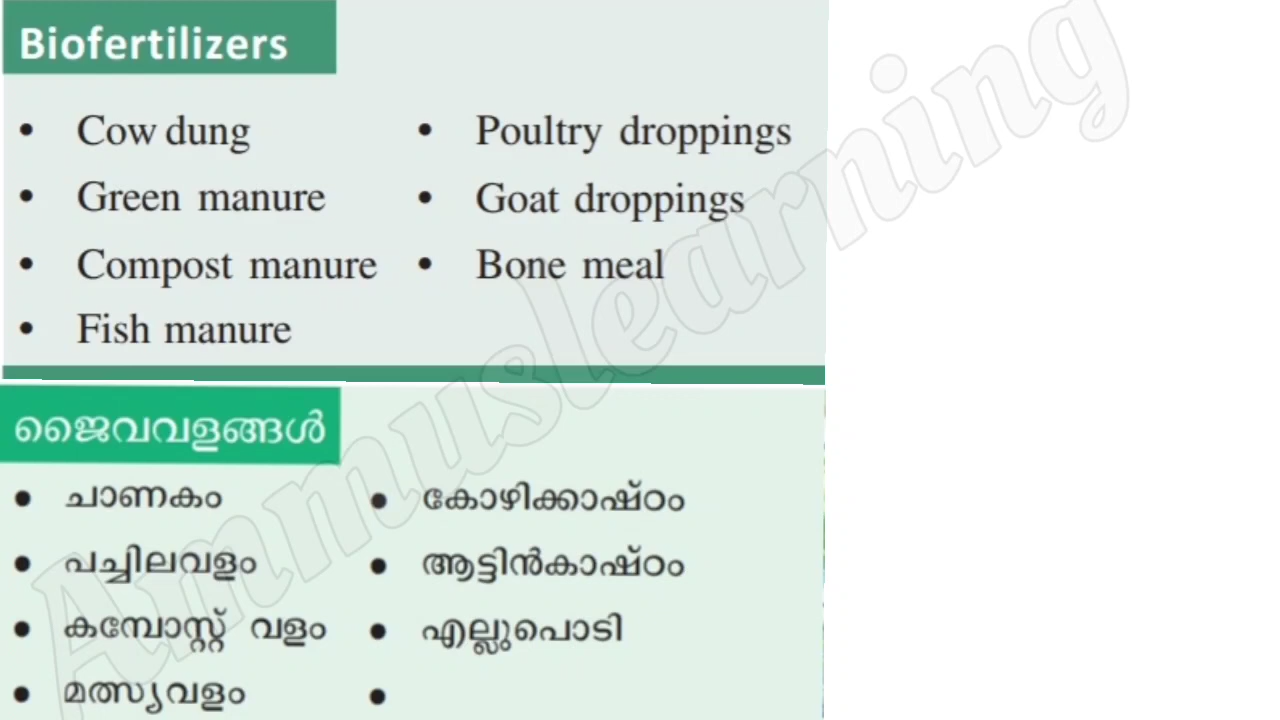 Biofertilizers
• Cow dung
• Green manure
• Compost manure
• Fish manure
• Poultry droppings
• Goat droppings
• Bone meal
ജൈവവളങ്ങൾ
• ചാണകം
• പച്ചിലവളം
• കമ്പോസ്റ്റ് വളം
• മത്സ്യവളം
• കോഴിക്കാഷ്ഠം
• ആട്ടിൻകാഷ്ഠം
• എല്ലുപൊടി
•
Ammuslearning